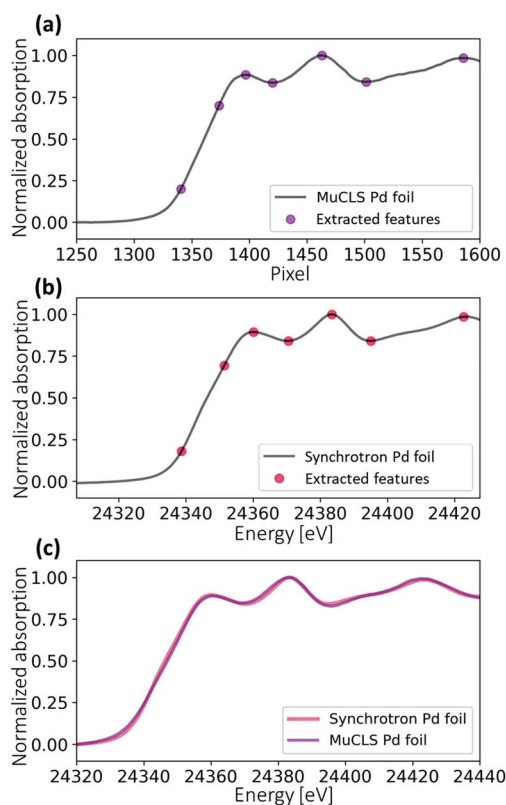 (a)
Normalized absorption
1.00
0.75
0.50
0.25
0.00
MuCLS Pd foil
Extracted features
1250 1300 1350 1400 1450 1500 1550 1600
Pixel
(b)
Normalized absorption
1.00
0.75
0.50
0.25
0.00
Synchrotron Pd foil
Extracted features
24320 24340 24360 24380 24400 24420
Energy [eV]
(c)
Normalized absorption
1.00
0.75
0.50
0.25
0.00
Synchrotron Pd foil
MuCLS Pd foil
24320 24340 24360 24380 24400 24420 24440
Energy [eV]